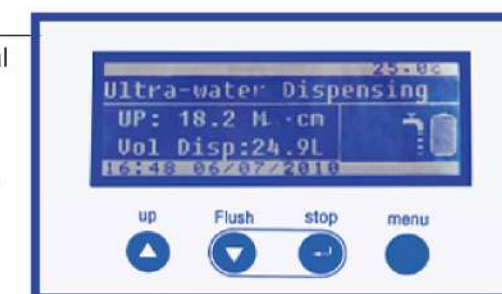 al
25.0c
Ultra-water Dispensing
UP: 18.2 M cm
Vol Disp:24.9L
16:48 06/07/2010
up Flush stop menu